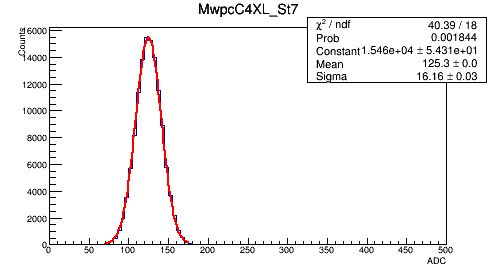 MwpcC4XL_St7
χ² / ndf 40.39 / 18
Prob 0.001844
Constant 1.546e+04 ± 5.431e+01
Mean 125.3 ± 0.0
Sigma 16.16 ± 0.03
Counts
16000
14000
12000
10000
8000
6000
4000
2000
0
0 50 100 150 200 250 300 350 400 450 500
ADC